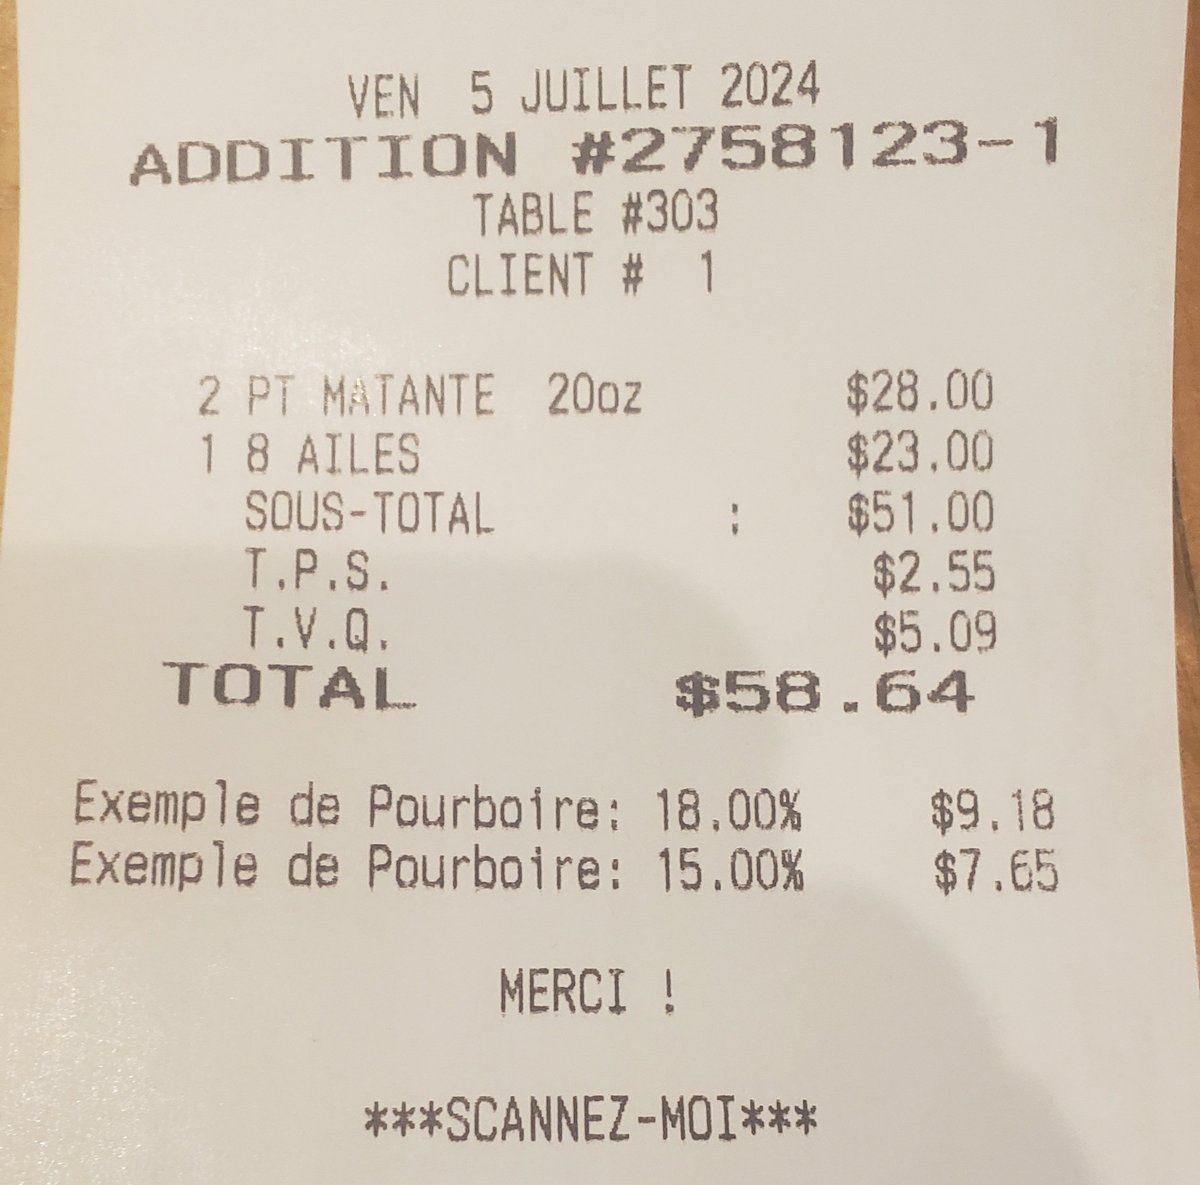 VEN 5 JUILLET 2024
ADDITION #2758123-1
TABLE #303
CLIENT # 1
2 PT MATANTE 20oz $28.00
1 8 AILES $23.00
SOUS-TOTAL : $51.00
T.P.S. $2.55
T.V.Q. $5.09
TOTAL $58.64
Exemple de Pourboire: 18.00% $9.18
Exemple de Pourboire: 15.00% $7.65
MERCI !
***SCANNEZ-MOI***